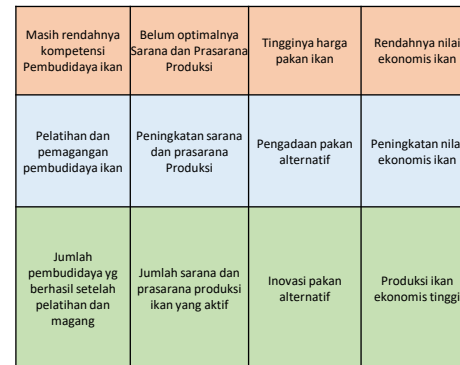 Masih rendahnya
kompetensi
Pembudidaya ikan
Belum optimalnya
Sarana dan Prasarana
Produksi
Tingginya harga
pakan ikan
Rendahnya nilai
ekonomis ikan
Pelatihan dan
pemagangan
pembudidaya ikan
Peningkatan sarana
dan prasarana
Produksi
Pengadaan pakan
alternatif
Peningkatan nila
ekonomis ikan
Jumlah
pembudidaya yg
berhasil setelah
pelatihan dan
magang
Jumlah sarana dan
prasarana produksi
ikan yang aktif
Inovasi pakan
alternatif
Produksi ikan
ekonomis tinggi